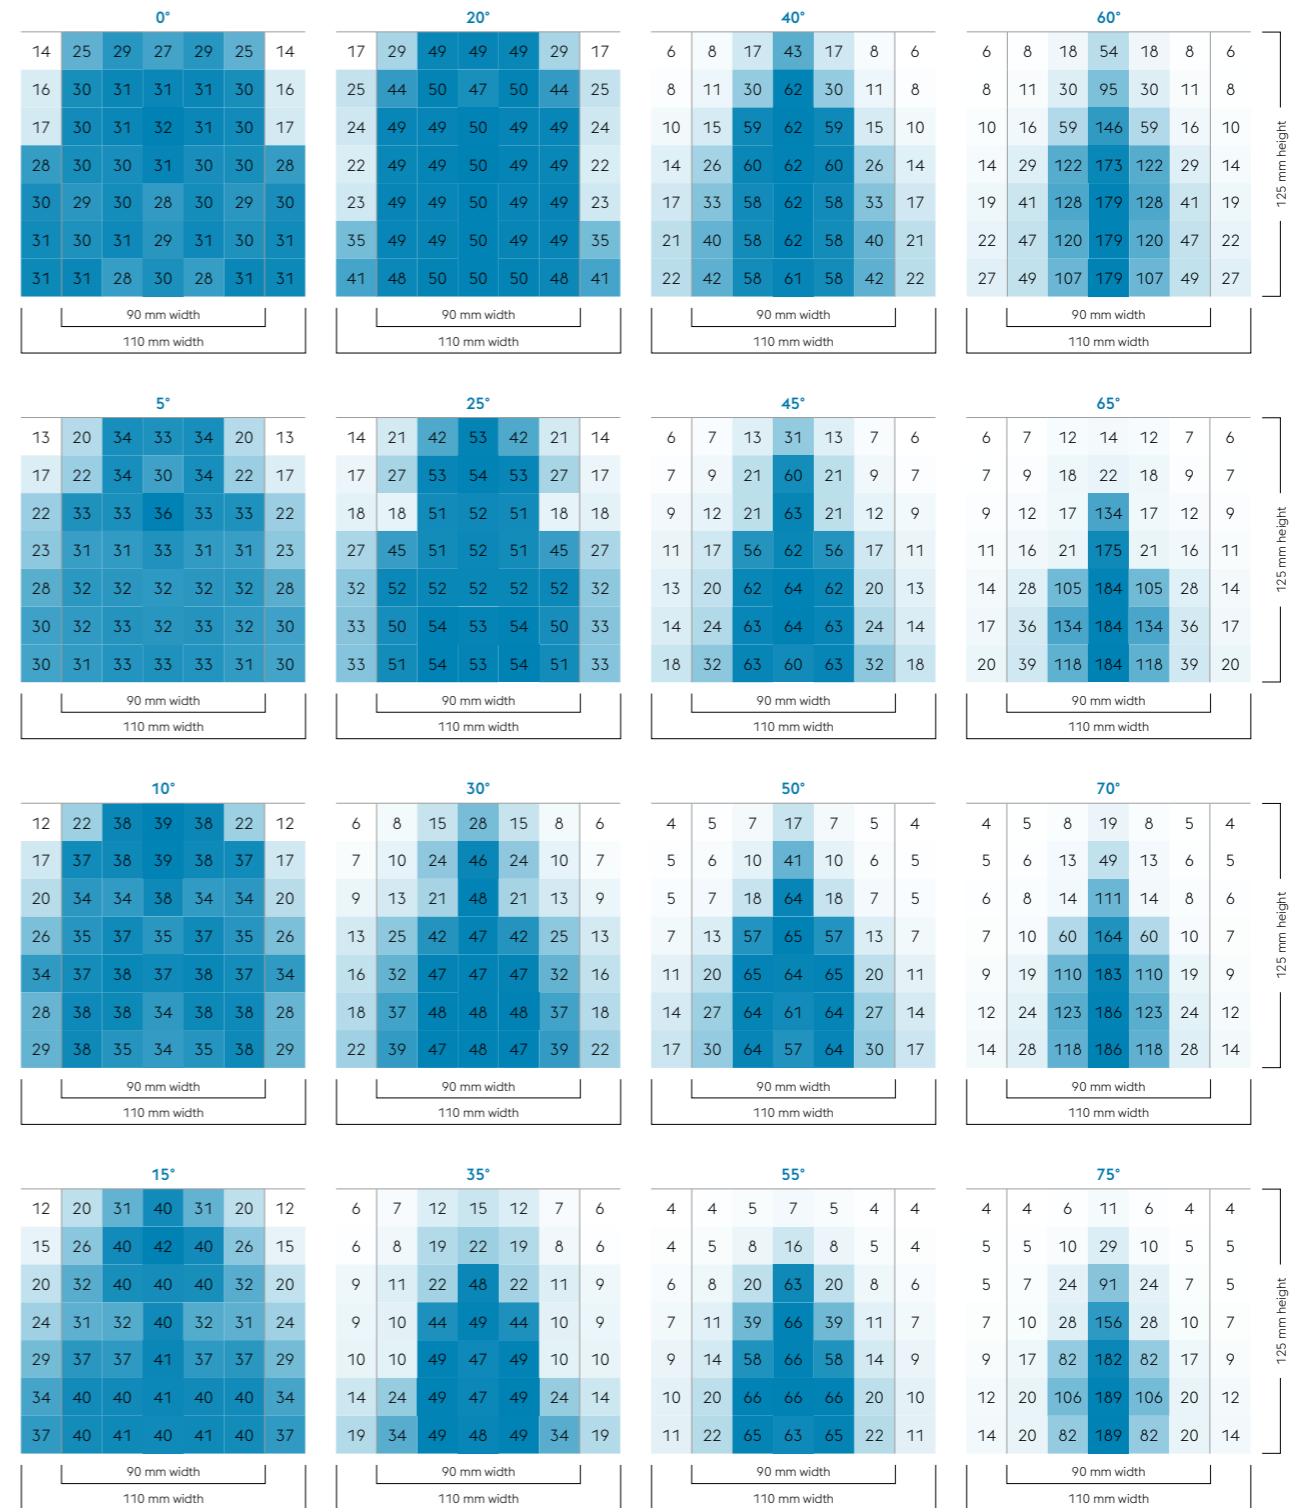 0° 20° 40° 60°
14 25 29 27 29 25 14 17 29 49 49 49 29 17 6 8 17 43 17 8 6 6 8 18 54 18 8 6
16 30 31 31 31 30 16 25 44 50 47 50 44 25 8 11 30 62 30 11 8 8 11 30 95 30 11 8
17 30 31 32 31 30 17 24 49 49 50 49 49 24 10 15 59 62 59 15 10 10 16 59 146 59 16 10
28 30 30 31 30 30 28 22 49 49 50 49 49 22 14 26 60 62 60 26 14 14 29 122 173 122 29 14
30 29 30 28 30 29 30 23 49 49 50 49 49 23 17 33 58 62 58 33 17 19 41 128 179 128 41 19
31 30 31 29 31 30 31 35 49 49 50 49 49 35 21 40 58 62 58 40 21 22 47 120 179 120 47 22
31 31 28 30 28 31 31 41 48 50 50 50 48 41 22 42 58 61 58 42 22 27 49 107 179 107 49 27
125 mm height
90 mm width 90 mm width 90 mm width 90 mm width
110 mm width 110 mm width 110 mm width 110 mm width
5° 25° 45° 65°
13 20 34 33 34 20 13 14 21 42 53 42 21 14 6 7 13 31 13 7 6 6 7 12 14 12 7 6
17 22 34 30 34 22 17 17 27 53 54 53 27 17 7 9 21 60 21 9 7 7 9 18 22 18 9 7
22 33 33 36 33 33 22 18 18 51 52 51 18 18 9 12 21 63 21 12 9 9 12 17 134 17 12 9
23 31 31 33 31 31 23 27 45 51 52 51 45 27 11 17 56 62 56 17 11 11 16 21 175 21 16 11
28 32 32 32 32 32 28 32 52 52 52 52 52 32 13 20 62 64 62 20 13 14 28 105 184 105 28 14
30 32 33 32 33 32 30 33 50 54 53 54 50 33 14 24 63 64 63 24 14 17 36 134 184 134 36 17
30 31 33 33 33 31 30 33 51 54 53 54 51 33 18 32 63 60 63 32 18 20 39 118 184 118 39 20
125 mm height
90 mm width 90 mm width 90 mm width 90 mm width
110 mm width 110 mm width 110 mm width 110 mm width
10° 30° 50° 70°
12 22 38 39 38 22 12 6 8 15 28 15 8 6 4 5 7 17 7 5 4 4 5 8 19 8 5 4
17 37 38 39 38 37 17 7 10 24 46 24 10 7 5 6 10 41 10 6 5 5 6 13 49 13 6 5
20 34 34 38 34 34 20 9 13 21 48 21 13 9 5 7 18 64 18 7 5 6 8 14 111 14 8 6
26 35 37 35 37 35 26 13 25 42 47 42 25 13 7 13 57 65 57 13 7 7 10 60 164 60 10 7
34 37 38 37 38 37 34 16 32 47 47 47 32 16 11 20 65 64 65 20 11 9 19 110 183 110 19 9
28 38 38 34 38 38 28 18 37 48 48 48 37 18 14 27 64 61 64 27 14 12 24 123 186 123 24 12
29 38 35 34 35 38 29 22 39 47 48 47 39 22 17 30 64 57 64 30 17 14 28 118 186 118 28 14
125 mm height
90 mm width 90 mm width 90 mm width 90 mm width
110 mm width 110 mm width 110 mm width 110 mm width
15° 35° 55° 75°
12 20 31 40 31 20 12 6 7 12 15 12 7 6 4 4 5 7 5 4 4 4 4 6 11 6 4 4
15 26 40 42 40 26 15 6 8 19 22 19 8 6 4 5 8 16 8 5 4 5 5 10 29 10 5 5
20 32 40 40 40 32 20 9 11 22 48 22 11 9 6 8 20 63 20 8 6 5 7 24 91 24 7 5
24 31 32 40 32 31 24 9 10 44 49 44 10 9 7 11 39 66 39 11 7 7 10 28 156 28 10 7
29 37 37 41 37 37 29 10 10 49 47 49 10 10 9 14 58 66 58 14 9 9 17 82 182 82 17 9
34 40 40 41 40 40 34 14 24 49 47 49 24 14 10 20 66 66 66 20 10 12 20 106 189 106 20 12
37 40 41 40 41 40 37 19 34 49 48 49 34 19 11 22 65 63 65 22 11 14 20 82 189 82 20 14
125 mm height
90 mm width 90 mm width 90 mm width 90 mm width
110 mm width 110 mm width 110 mm width 110 mm width